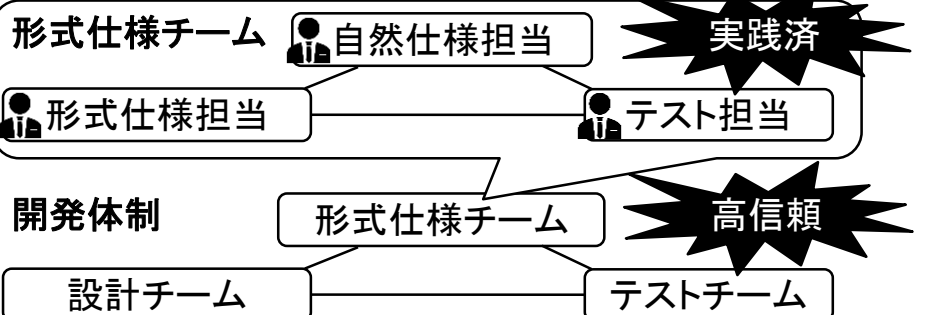 形式仕様チーム
自然仕様担当
実践済
形式仕様担当
テスト担当
開発体制
形式仕様チーム
高信頼
設計チーム
テストチーム